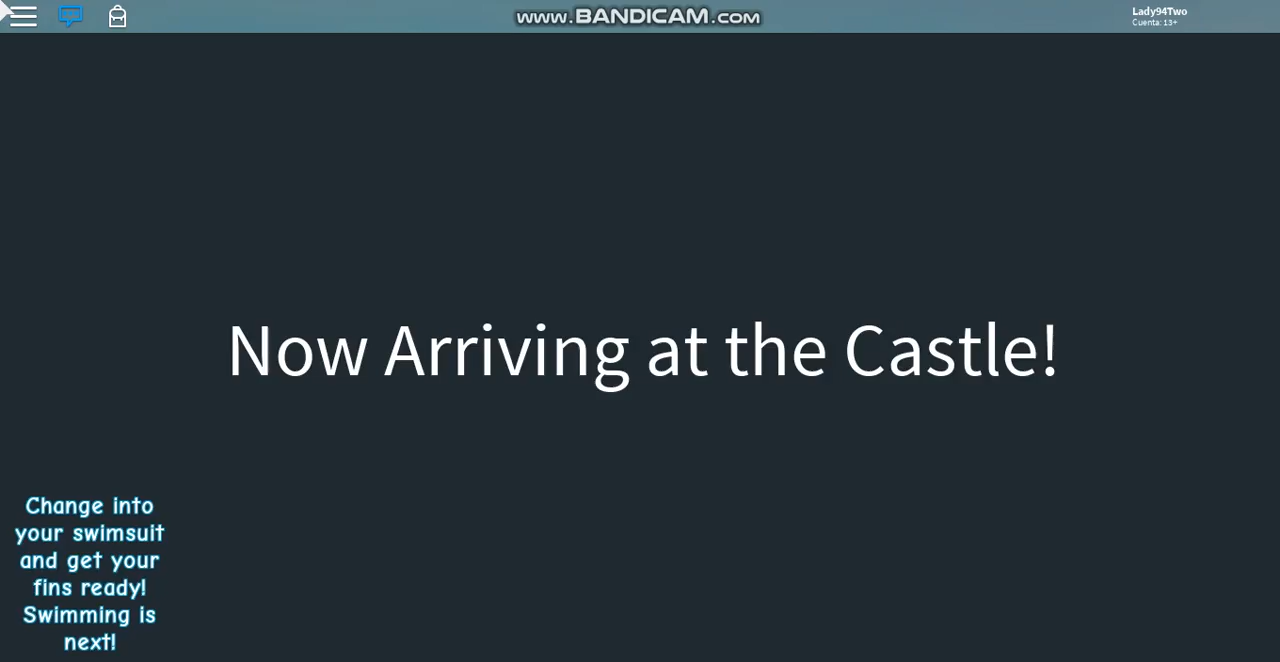 www.BANDICAM.com
Lady94Two
Cuenta: 13+
Now Arriving at the Castle!
Change into
your swimsuit
and get your
fins ready!
Swimming is
next!